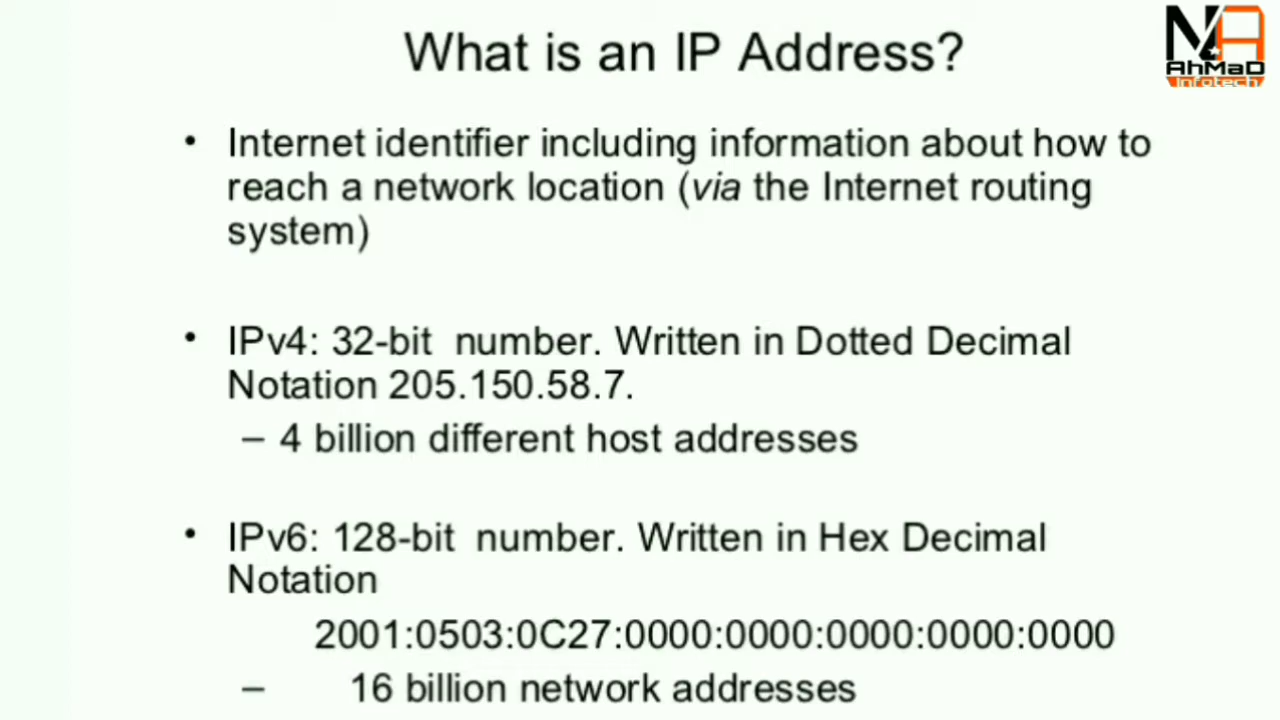 What is an IP Address?
NA
AhMaD
Infotech
• Internet identifier including information about how to
reach a network location (via the Internet routing
system)
• IPv4: 32-bit number. Written in Dotted Decimal
Notation 205.150.58.7.
– 4 billion different host addresses
• IPv6: 128-bit number. Written in Hex Decimal
Notation
2001:0503:0C27:0000:0000:0000:0000:0000
– 16 billion network addresses